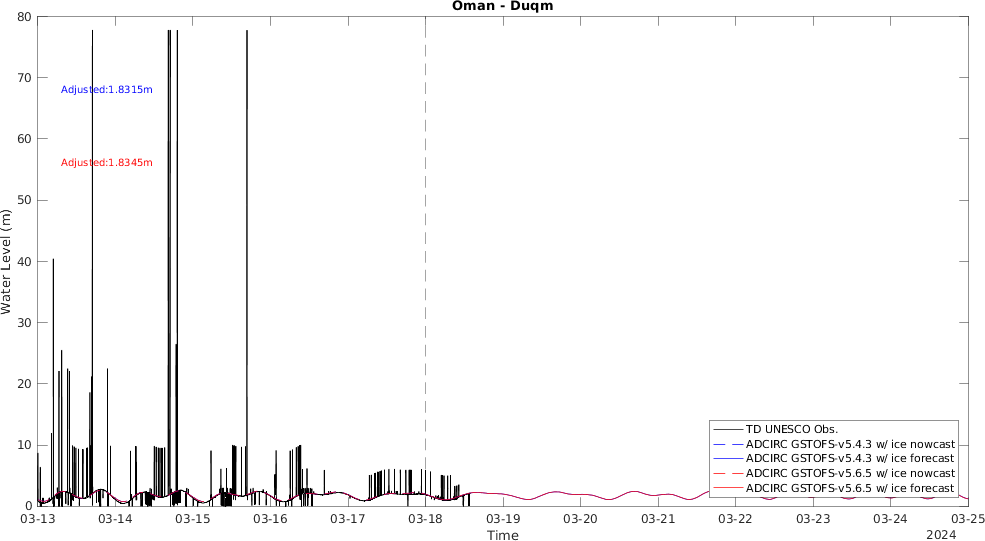 Oman - Duqm
80
70
60
50
40
30
20
10
0
Water Level (m)
Adjusted:1.8315m
Adjusted:1.8345m
TD UNESCO Obs.
ADCIRC GSTOFS-v5.4.3 w/ ice nowcast
ADCIRC GSTOFS-v5.4.3 w/ ice forecast
ADCIRC GSTOFS-v5.6.5 w/ ice nowcast
ADCIRC GSTOFS-v5.6.5 w/ ice forecast
03-13 03-14 03-15 03-16 03-17 03-18 03-19 03-20 03-21 03-22 03-23 03-24 03-25
Time
2024